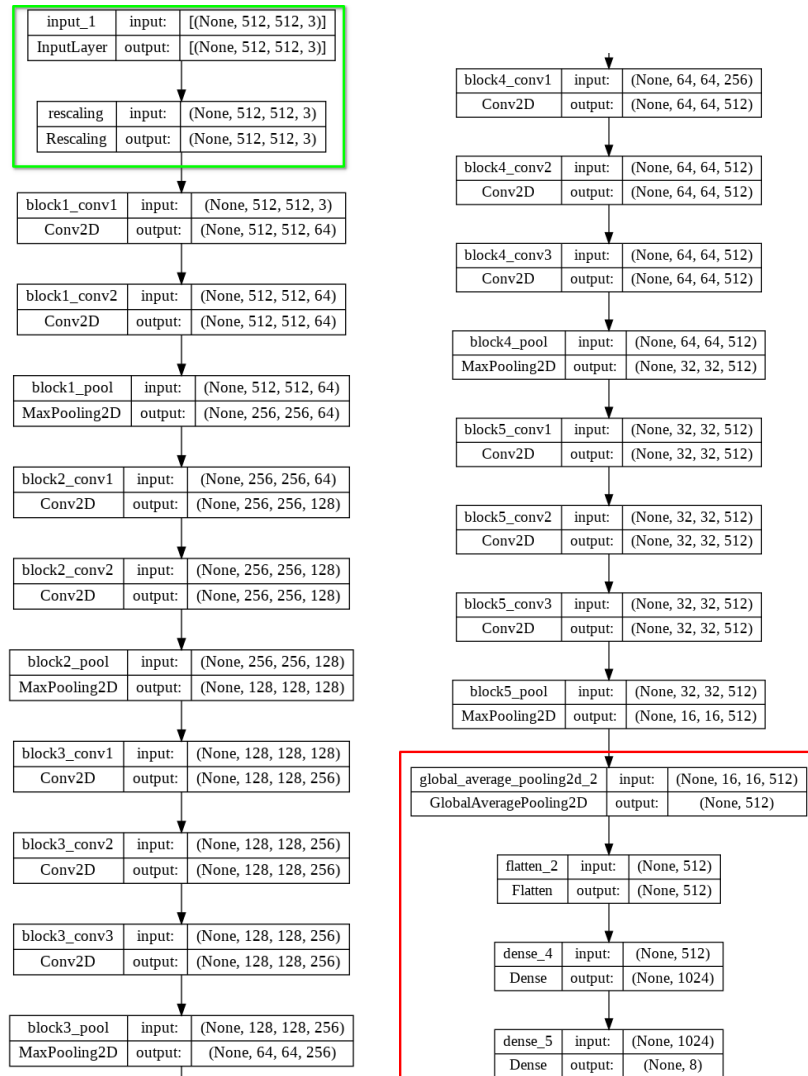 input_1 input: [(None, 512, 512, 3)]
InputLayer output: [(None, 512, 512, 3)]
rescaling input: (None, 512, 512, 3)
Rescaling output: (None, 512, 512, 3)
block1_conv1 input: (None, 512, 512, 3)
Conv2D output: (None, 512, 512, 64)
block1_conv2 input: (None, 512, 512, 64)
Conv2D output: (None, 512, 512, 64)
block1_pool input: (None, 512, 512, 64)
MaxPooling2D output: (None, 256, 256, 64)
block2_conv1 input: (None, 256, 256, 64)
Conv2D output: (None, 256, 256, 128)
block2_conv2 input: (None, 256, 256, 128)
Conv2D output: (None, 256, 256, 128)
block2_pool input: (None, 256, 256, 128)
MaxPooling2D output: (None, 128, 128, 128)
block3_conv1 input: (None, 128, 128, 128)
Conv2D output: (None, 128, 128, 256)
block3_conv2 input: (None, 128, 128, 256)
Conv2D output: (None, 128, 128, 256)
block3_conv3 input: (None, 128, 128, 256)
Conv2D output: (None, 128, 128, 256)
block3_pool input: (None, 128, 128, 256)
MaxPooling2D output: (None, 64, 64, 256)
block4_conv1 input: (None, 64, 64, 256)
Conv2D output: (None, 64, 64, 512)
block4_conv2 input: (None, 64, 64, 512)
Conv2D output: (None, 64, 64, 512)
block4_conv3 input: (None, 64, 64, 512)
Conv2D output: (None, 64, 64, 512)
block4_pool input: (None, 64, 64, 512)
MaxPooling2D output: (None, 32, 32, 512)
block5_conv1 input: (None, 32, 32, 512)
Conv2D output: (None, 32, 32, 512)
block5_conv2 input: (None, 32, 32, 512)
Conv2D output: (None, 32, 32, 512)
block5_conv3 input: (None, 32, 32, 512)
Conv2D output: (None, 32, 32, 512)
block5_pool input: (None, 32, 32, 512)
MaxPooling2D output: (None, 16, 16, 512)
global_average_pooling2d_2 input: (None, 16, 16, 512)
GlobalAveragePooling2D output: (None, 512)
flatten_2 input: (None, 512)
Flatten output: (None, 512)
dense_4 input: (None, 512)
Dense output: (None, 1024)
dense_5 input: (None, 1024)
Dense output: (None, 8)